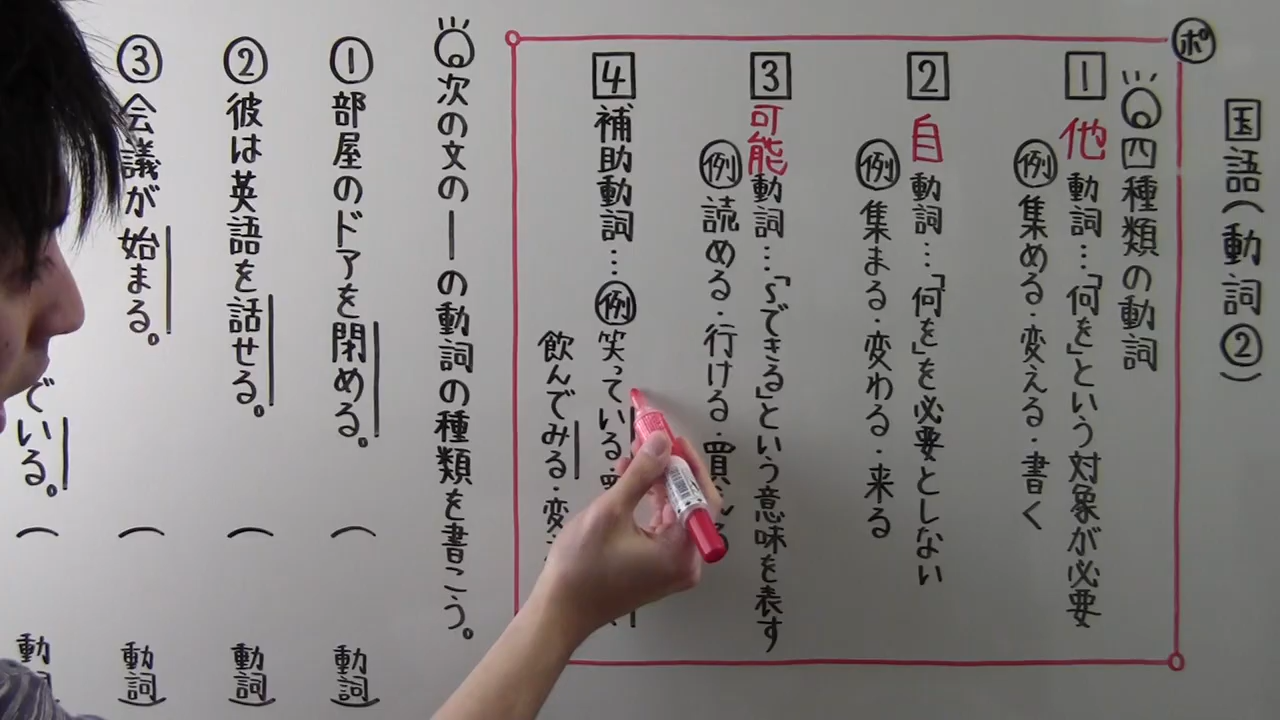 国語(動詞②)
ポ
四種類の動詞
1 他動詞…「何を」という対象が必要
例 集める・変える・書く
2 自動詞…「何を」を必要としない
例 集まる・変わる・来る
3 可能動詞…「〜できる」という意味を表す
例 読める・行ける・買
4 補助動詞…例 笑っている・
飲んでみる・変
次の文の―の動詞の種類を書こう。
① 部屋のドアを閉める。( 動詞)
② 彼は英語を話せる。( 動詞)
③ 会議が始まる。( 動詞)
でいる。( 動詞